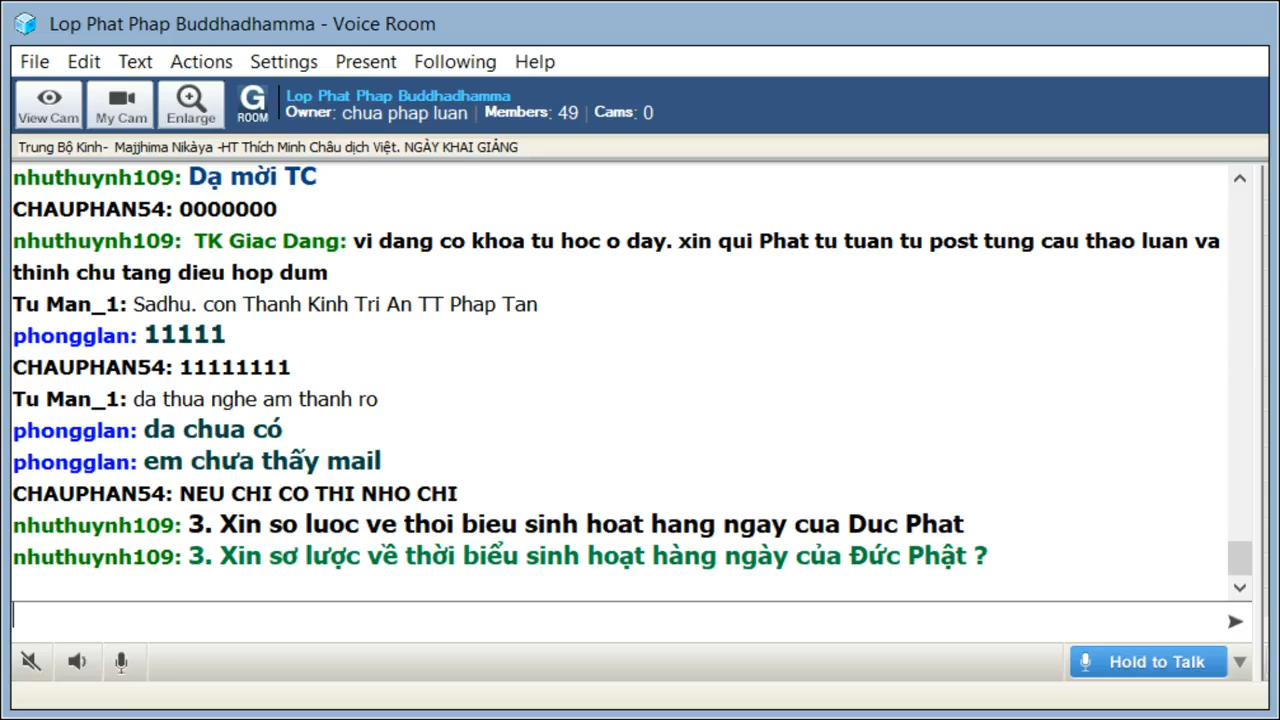 Lop Phat Phap Buddhadhamma - Voice Room
File Edit Text Actions Settings Present Following Help
View Cam My Cam Enlarge G ROOM Lop Phat Phap Buddhadhamma
Owner: chua phap luan | Members: 49 | Cams: 0
Trung Bộ Kinh- Majjhima Nikàya -HT Thích Minh Châu dịch Việt. NGÀY KHAI GIẢNG
nhuthuynh109: Dạ mời TC
CHAUPHAN54: 0000000
nhuthuynh109: TK Giac Dang: vi dang co khoa tu hoc o day. xin qui Phat tu tuan tu post tung cau thao luan va
thinh chu tang dieu hop dum
Tu Man_1: Sadhu. con Thanh Kinh Tri An TT Phap Tan
phongglan: 11111
CHAUPHAN54: 11111111
Tu Man_1: da thua nghe am thanh ro
phongglan: da chua có
phongglan: em chưa thấy mail
CHAUPHAN54: NEU CHI CO THI NHO CHI
nhuthuynh109: 3. Xin so luoc ve thoi bieu sinh hoat hang ngay cua Duc Phat
nhuthuynh109: 3. Xin sơ lược về thời biểu sinh hoạt hàng ngày của Đức Phật ?
Hold to Talk